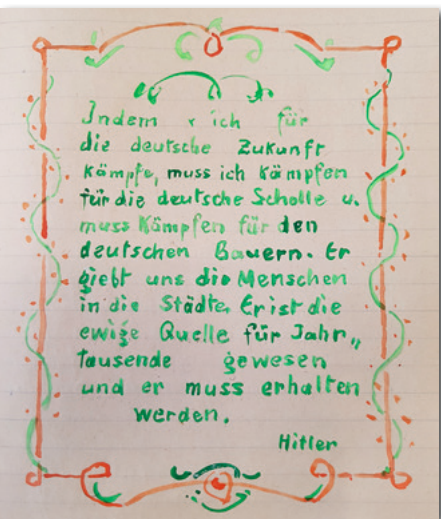 Indem ich für
die deutsche Zukunft
Kämpfe, muss ich Kämpfen
für die deutsche Scholle u.
muss Kämpfen für den
deutschen Bauern. Er
giebt uns die Menschen
in die Städte, Er ist die
ewige Quelle für Jahr„
tausende gewesen
und er muss erhalten
werden.
Hitler